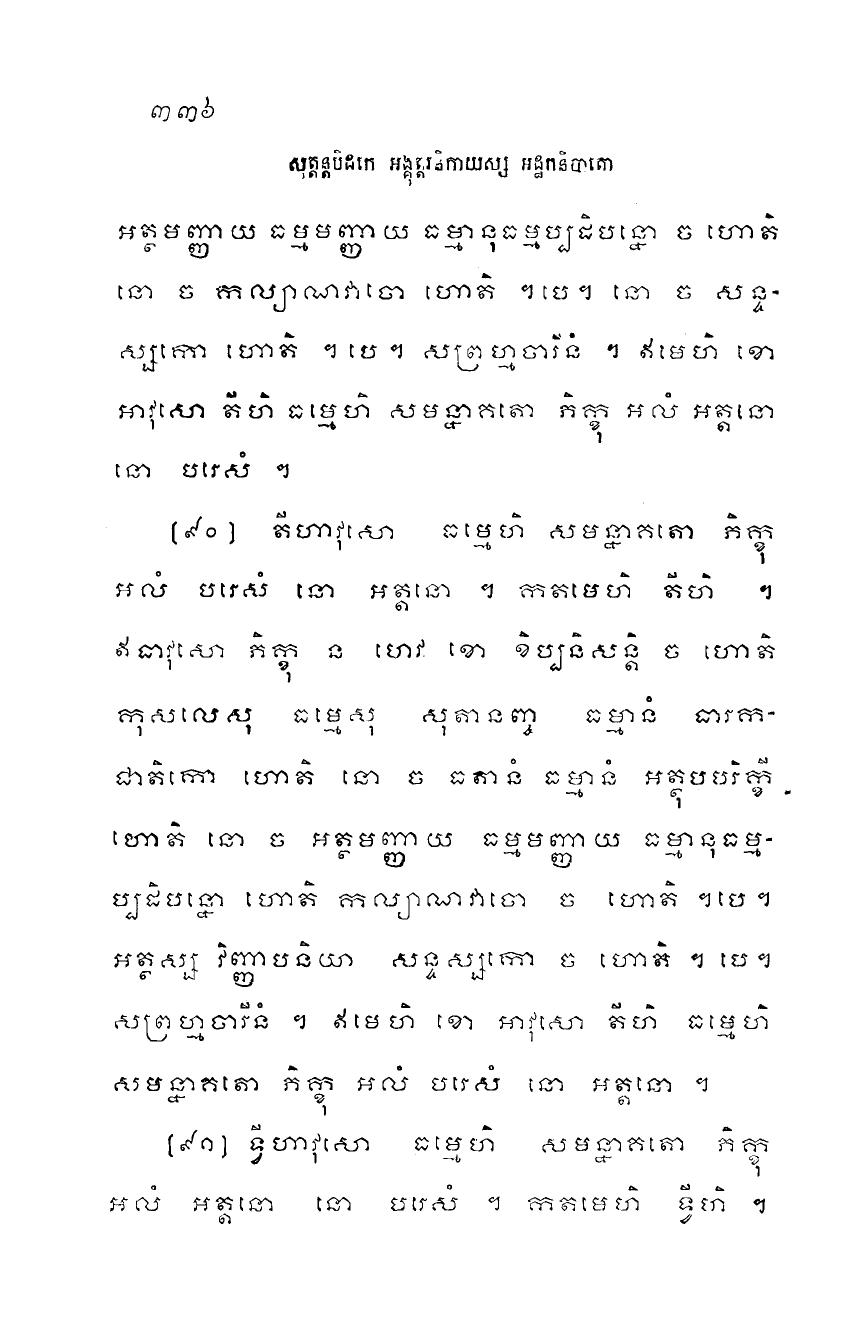 ៣៣៦
សុត្តន្តបិដកេ អង្គុត្តរនិកាយស្ស អដ្ឋកនិបាតោ
អត្ថមញ្ញាយ ធម្មមញ្ញាយ ធម្មានុធម្មប្បដិបន្នោ ច ហោតិ
នោ ច កល្យាណវាចោ ហោតិ ។បេ។ នោ ច សន្ទ-
ស្សកោ ហោតិ ។ បេ ។ សព្រហ្មចារីនំ ។ ឥមេហិ ខោ
អាវុសោ តីហិ ធម្មេហិ សមន្នាគតោ ភិក្ខុ អលំ អត្តនោ
នោ បរេសំ ។
[៩០] តីហាវុសោ ធម្មេហិ សមន្នាគតោ ភិក្ខុ
អលំ បរេសំ នោ អត្តនោ ។ កតមេហិ តីហិ ។
ឥធាវុសោ ភិក្ខុ ន ហេវ ខោ ខិប្បនិសន្តិ ច ហោតិ
កុសលេសុ ធម្មេសុ សុតានញ្ច ធម្មានំ ធារក-
ជាតិកោ ហោតិ នោ ច ធតានំ ធម្មានំ អត្ថុបបរិក្ខី
ហោតិ នោ ច អត្ថមញ្ញាយ ធម្មមញ្ញាយ ធម្មានុធម្ម-
ប្បដិបន្នោ ហោតិ កល្យាណវាចោ ច ហោតិ ។បេ។
អត្ថស្ស វិញ្ញាបនិយា សន្ទស្សកោ ច ហោតិ ។ បេ។
សព្រហ្មចារីនំ ។ ឥមេហិ ខោ អាវុសោ តីហិ ធម្មេហិ
សមន្នាគតោ ភិក្ខុ អលំ បរេសំ នោ អត្តនោ ។
[៩១] ទ្វីហាវុសោ ធម្មេហិ សមន្នាគតោ ភិក្ខុ
អលំ អត្តនោ នោ បរេសំ ។ កតមេហិ ទ្វីហិ ។